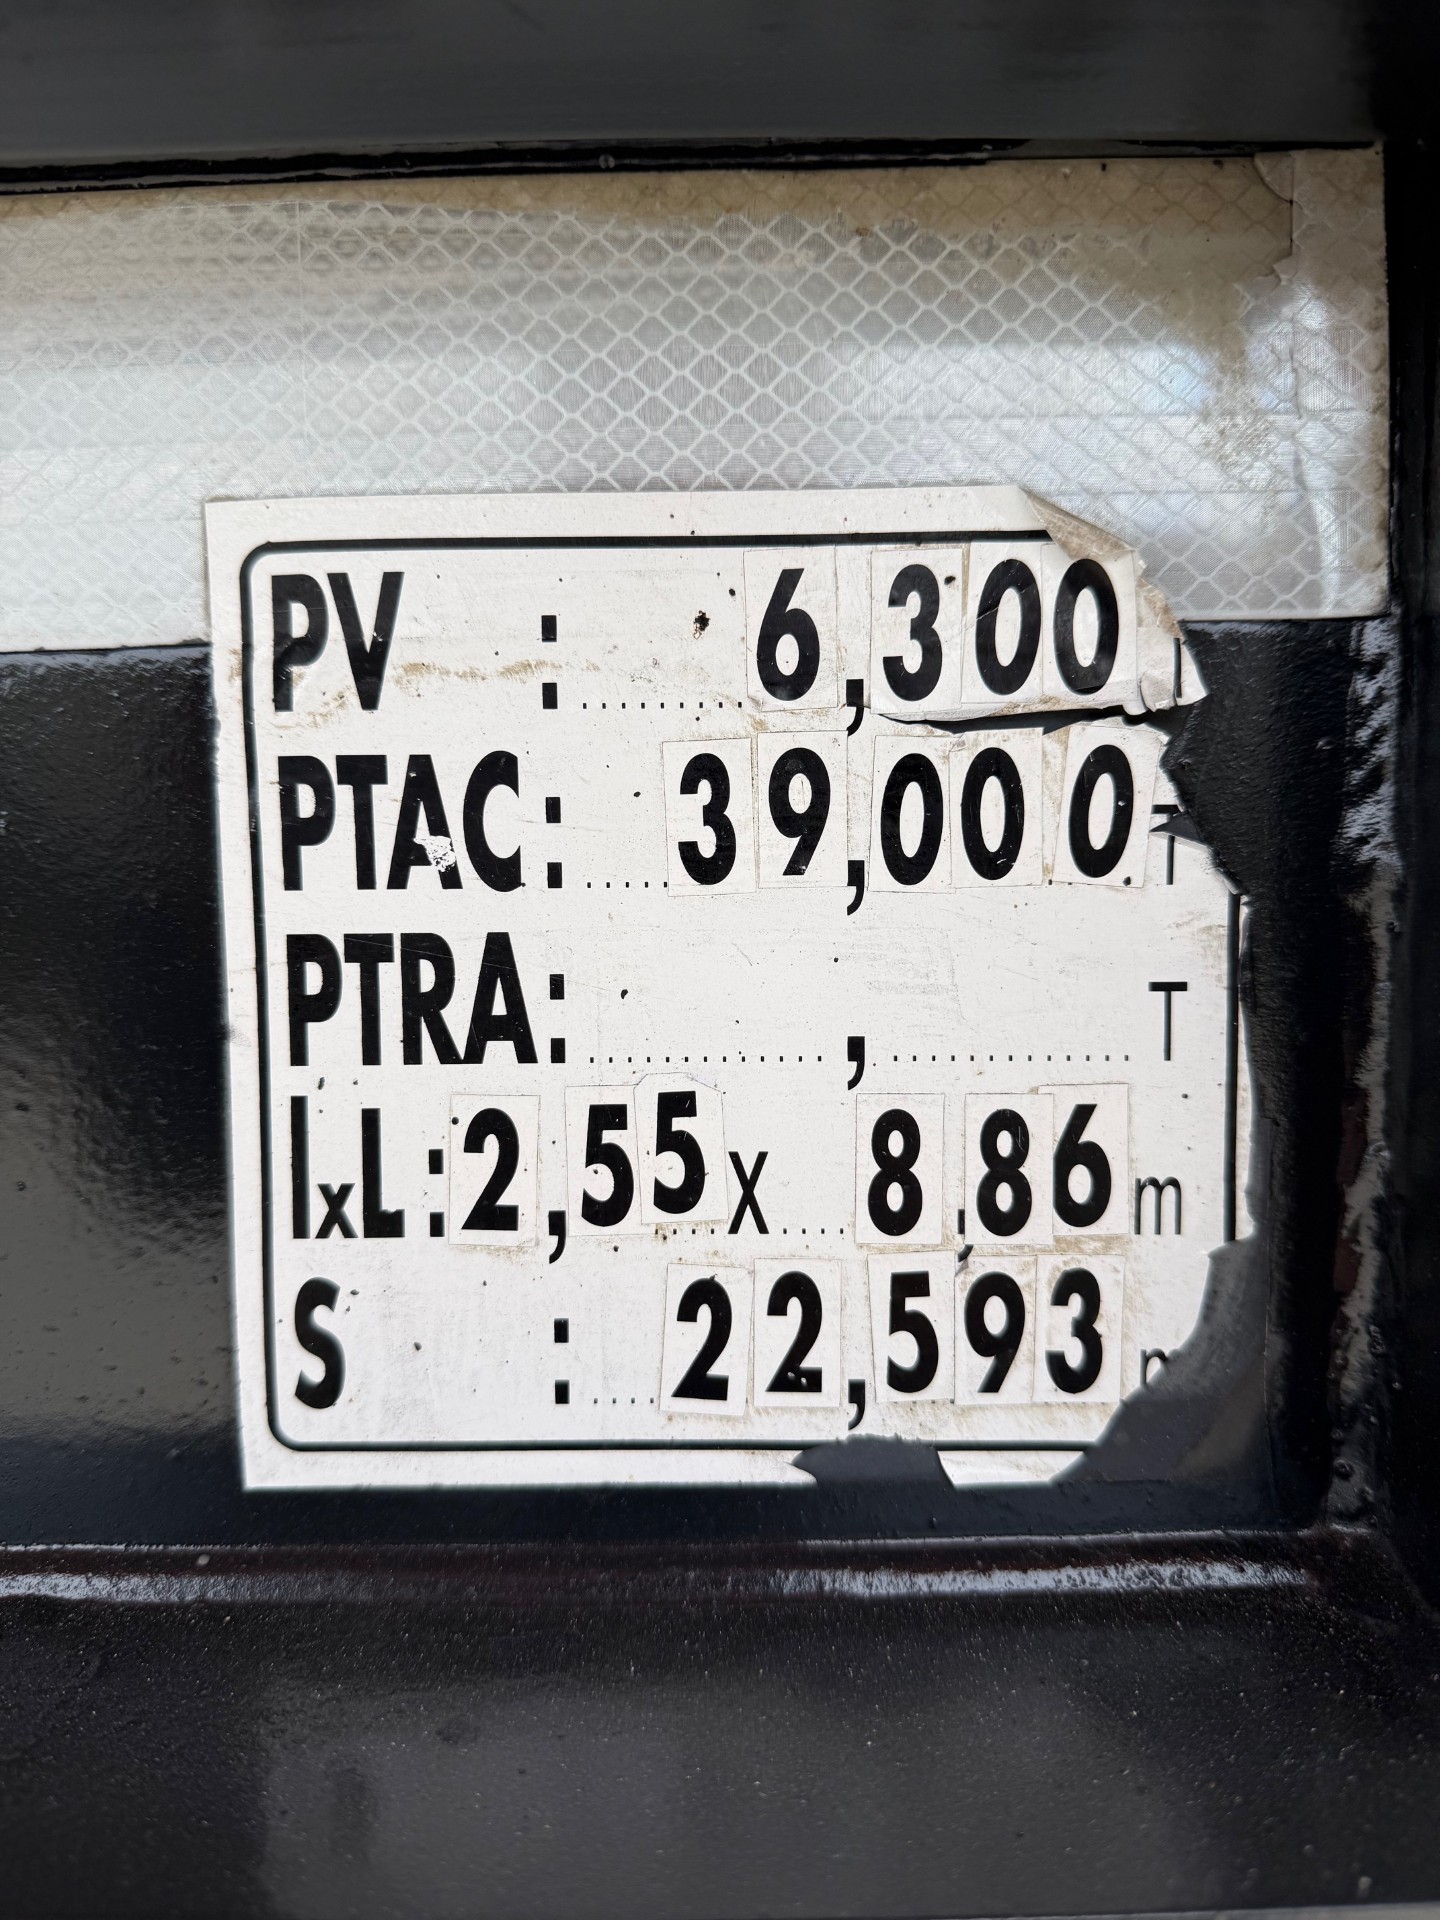 PV : ......... 6,300 T
PTAC: ..... 39,000 T
PTRA: ............. , ............. T
lxL: 2,55 x .... 8,86 m
S : .... 22,593 m